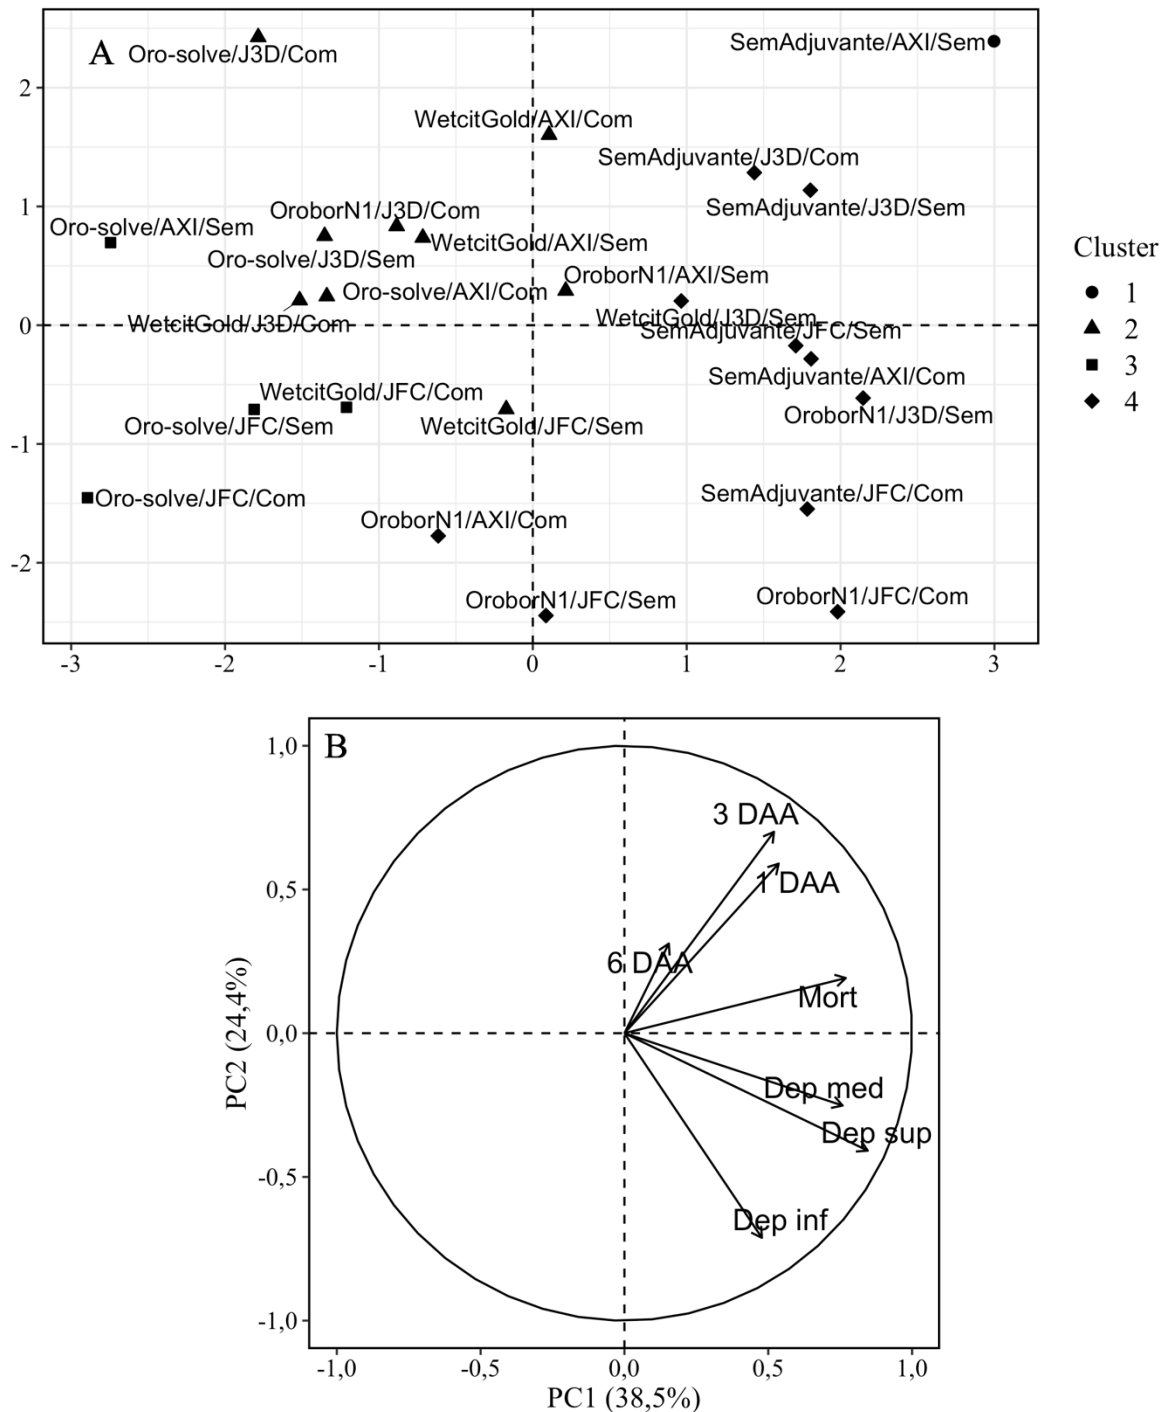 A
Oro-solve/J3D/Com
SemAdjuvante/AXI/Sem
2
WetcitGold/AXI/Com
SemAdjuvante/J3D/Com
SemAdjuvante/J3D/Sem
1
OroborN1/J3D/Com
Oro-solve/AXI/Sem
WetcitGold/AXI/Sem
Oro-solve/J3D/Sem
OroborN1/AXI/Sem
Oro-solve/AXI/Com
WetcitGold/J3D/Com
WetcitGold/J3D/Sem
SemAdjuvante/JFC/Sem
0
SemAdjuvante/AXI/Com
WetcitGold/JFC/Com
OroborN1/J3D/Sem
Oro-solve/JFC/Sem
WetcitGold/JFC/Sem
-1
Oro-solve/JFC/Com
SemAdjuvante/JFC/Com
OroborN1/AXI/Com
-2
OroborN1/JFC/Sem
OroborN1/JFC/Com
-3 -2 -1 0 1 2 3
Cluster
1
2
3
4
B
1,0
3 DAA
0,5
1 DAA
6 DAA
Mort
0,0
Dep med
Dep sup
-0,5
Dep inf
-1,0
PC2 (24,4%)
-1,0 -0,5 0,0 0,5 1,0
PC1 (38,5%)